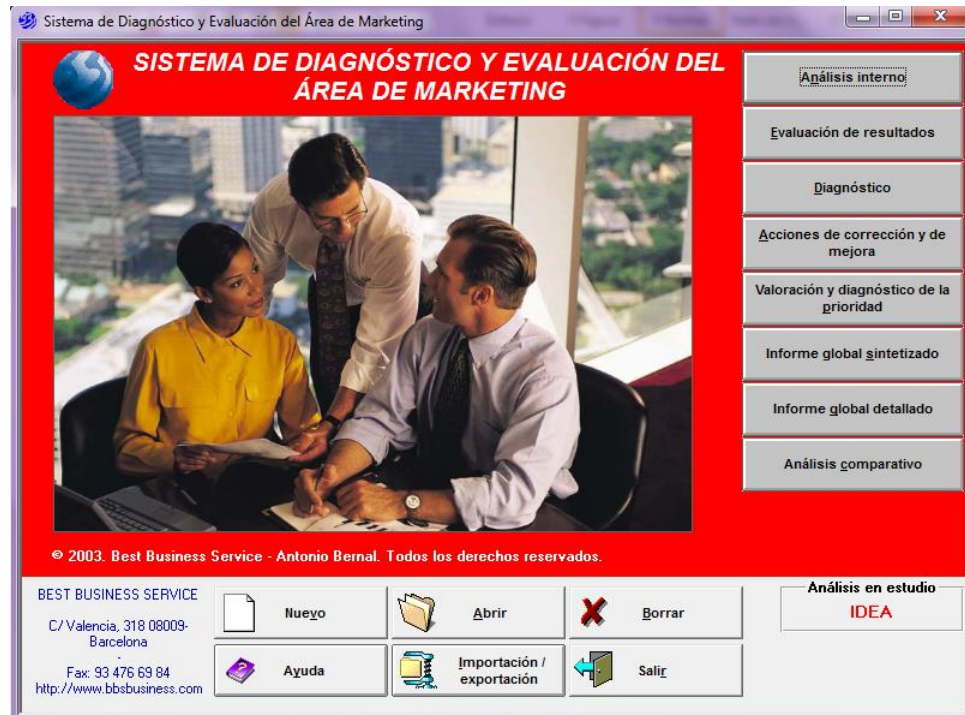 Sistema de Diagnóstico y Evaluación del Área de Marketing
SISTEMA DE DIAGNÓSTICO Y EVALUACIÓN DEL
ÁREA DE MARKETING
Análisis interno
Evaluación de resultados
Diagnóstico
Acciones de corrección y de
mejora
Valoración y diagnóstico de la
prioridad
Informe global sintetizado
Informe global detallado
Análisis comparativo
© 2003. Best Business Service - Antonio Bernal. Todos los derechos reservados.
BEST BUSINESS SERVICE
C/ Valencia, 318 08009-
Barcelona
-
Fax: 93 476 69 84
http://www.bbsbusiness.com
Nuevo
Abrir
Borrar
Ayuda
Importación /
exportación
Salir
Análisis en estudio
IDEA